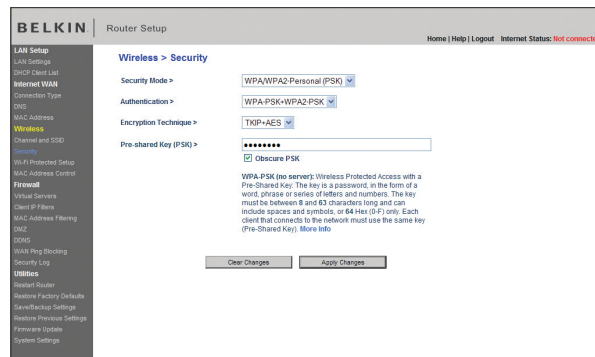 BELKIN
Router Setup
Home | Help | Logout Internet Status: Not connecte
LAN Setup
LAN Settings
DHCP Client List
Internet WAN
Connection Type
DNS
MAC Address
Wireless
Channel and SSID
Security
Wi-Fi Protected Setup
MAC Address Control
Firewall
Virtual Servers
Client IP Filters
MAC Address Filtering
DMZ
DDNS
WAN Ping Blocking
Security Log
Utilities
Restart Router
Restore Factory Defaults
Save/Backup Settings
Restore Previous Settings
Firmware Update
System Settings
Wireless > Security
Security Mode > WPA/WPA2-Personal (PSK)
Authentication > WPA-PSK+WPA2-PSK
Encryption Technique > TKIP+AES
Pre-shared Key (PSK) > ●●●●●●●●
Obscure PSK
WPA-PSK (no server): Wireless Protected Access with a
Pre-Shared Key: The key is a password, in the form of a
word, phrase or series of letters and numbers. The key
must be between 8 and 63 characters long and can
include spaces and symbols, or 64 Hex (0-F) only. Each
client that connects to the network must use the same key
(Pre-Shared Key). More Info
Clear Changes Apply Changes